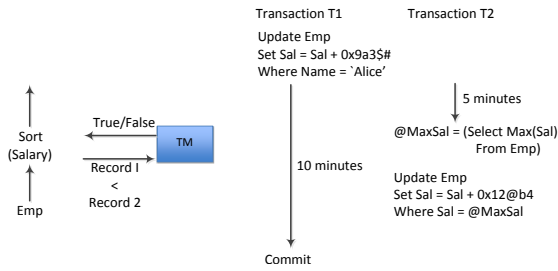 Transaction T1
Transaction T2
Update Emp
Set Sal = Sal + 0x9a3$#
Where Name = `Alice’
True/False
TM
Sort
(Salary)
Record I
<
Record 2
Emp
10 minutes
Commit
5 minutes
@MaxSal = (Select Max(Sal)
From Emp)
Update Emp
Set Sal = Sal + 0x12@b4
Where Sal = @MaxSal